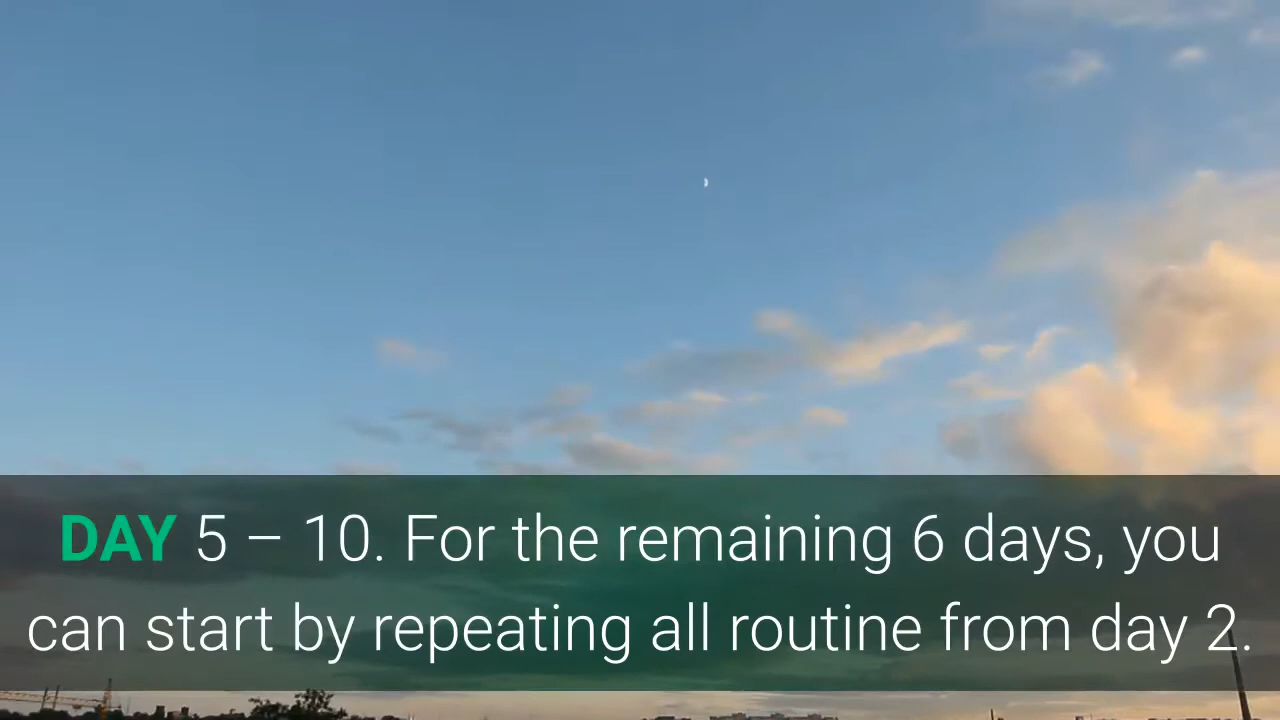 DAY 5 – 10. For the remaining 6 days, you
can start by repeating all routine from day 2.